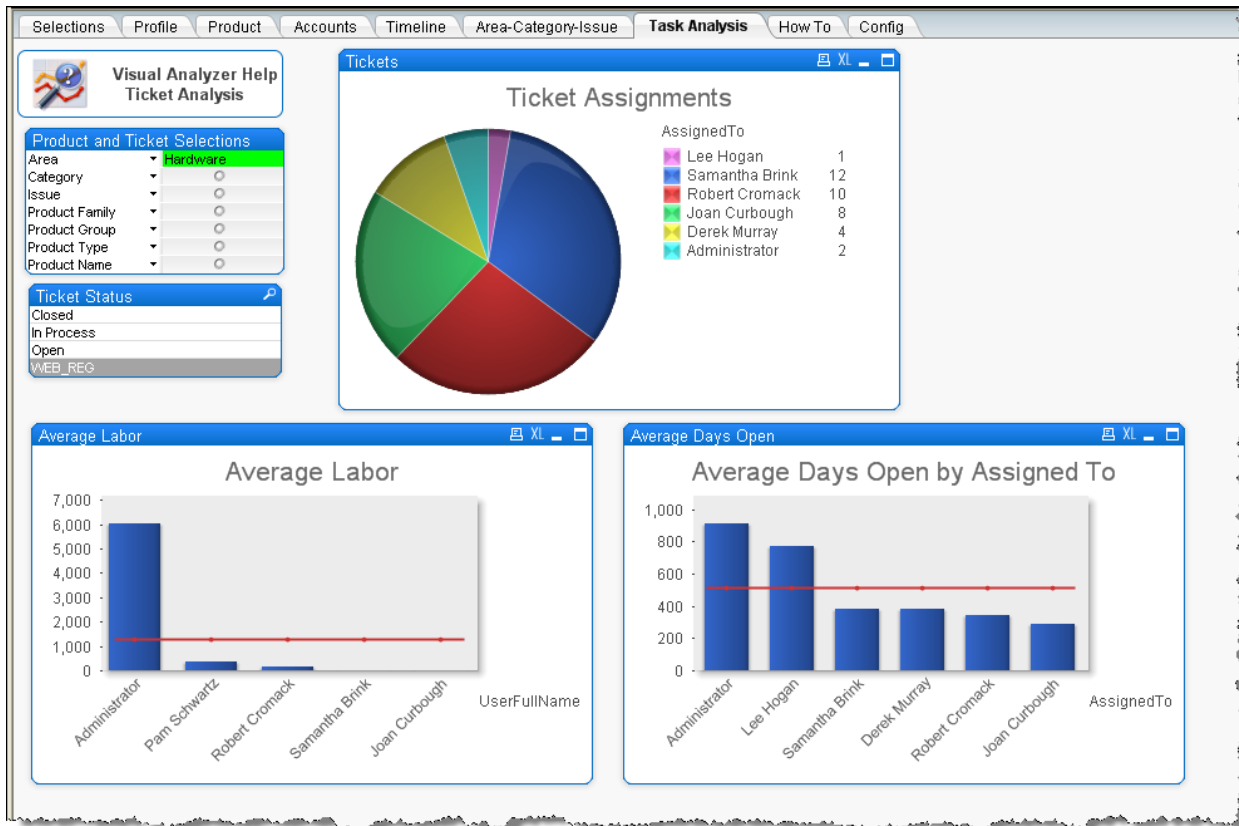 Selections Profile Product Accounts Timeline Area-Category-Issue Task Analysis How To Config
Visual Analyzer Help
Ticket Analysis
Product and Ticket Selections
Area Hardware
Category
Issue
Product Family
Product Group
Product Type
Product Name
Ticket Status
Closed
In Process
Open
WEB_REG
Tickets XL
Ticket Assignments
AssignedTo
Lee Hogan 1
Samantha Brink 12
Robert Cromack 10
Joan Curbough 8
Derek Murray 4
Administrator 2
Average Labor XL
Average Labor
7,000
6,000
5,000
4,000
3,000
2,000
1,000
0
Administrator
Pam Schwartz
Robert Cromack
Samantha Brink
Joan Curbough
UserFullName
Average Days Open XL
Average Days Open by Assigned To
1,000
800
600
400
200
0
Administrator
Lee Hogan
Samantha Brink
Derek Murray
Robert Cromack
Joan Curbough
AssignedTo